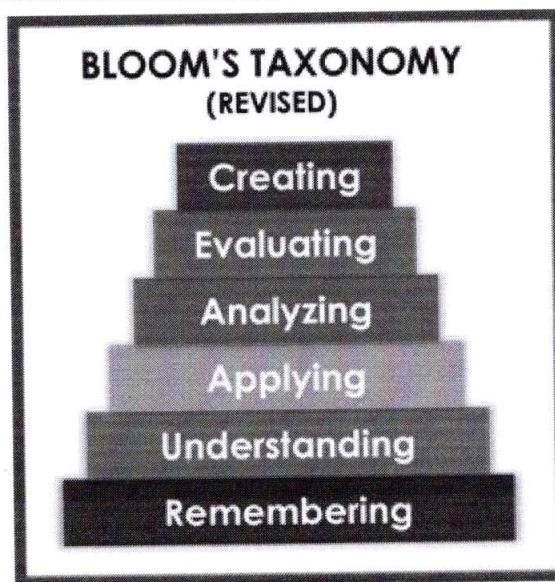 BLOOM'S TAXONOMY
(REVISED)
Creating
Evaluating
Analyzing
Applying
Understanding
Remembering